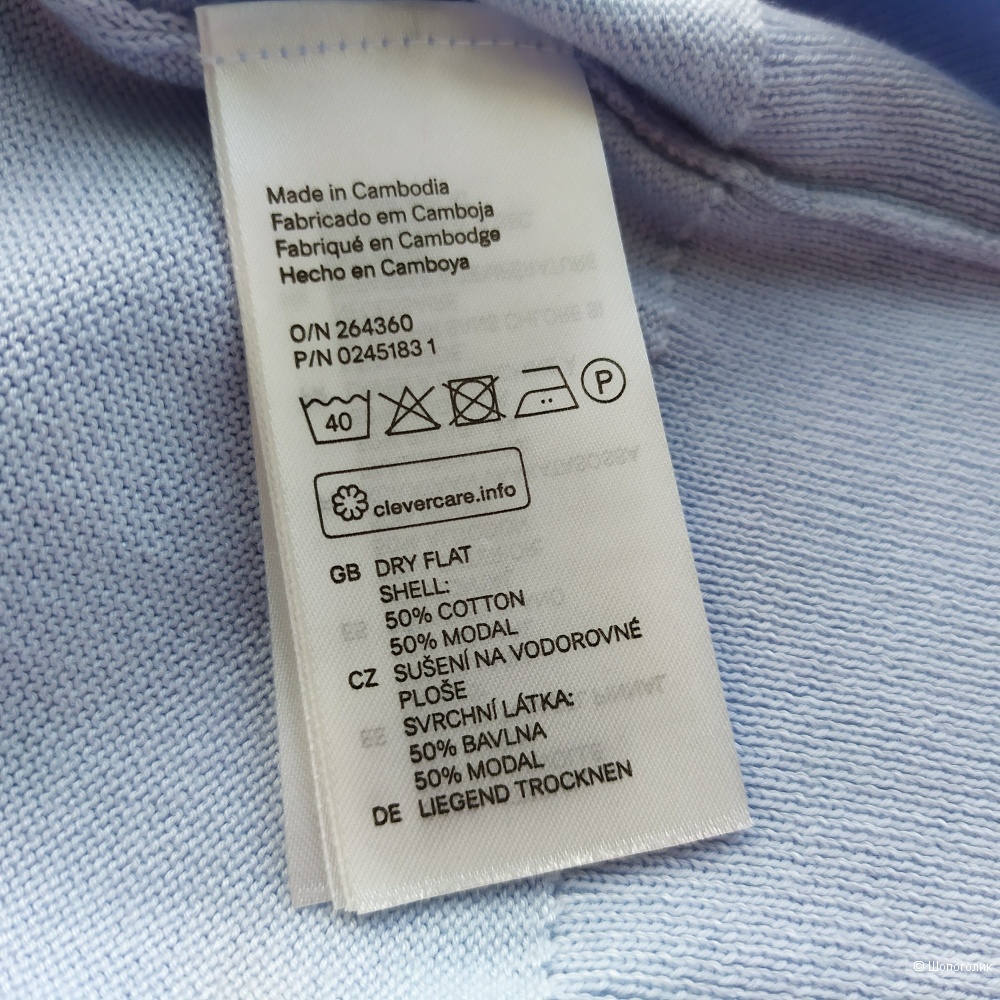 Made in Cambodia
Fabricado em Camboja
Fabriqué en Cambodge
Hecho en Camboya
O/N 264360
P/N 0245183 1
40 P
clevercare.info
GB DRY FLAT
SHELL:
50% COTTON
50% MODAL
CZ SUŠENÍ NA VODOROVNÉ
PLOŠE
SVRCHNÍ LÁTKA:
50% BAVLNA
50% MODAL
DE LIEGEND TROCKNEN
© Шопоголик